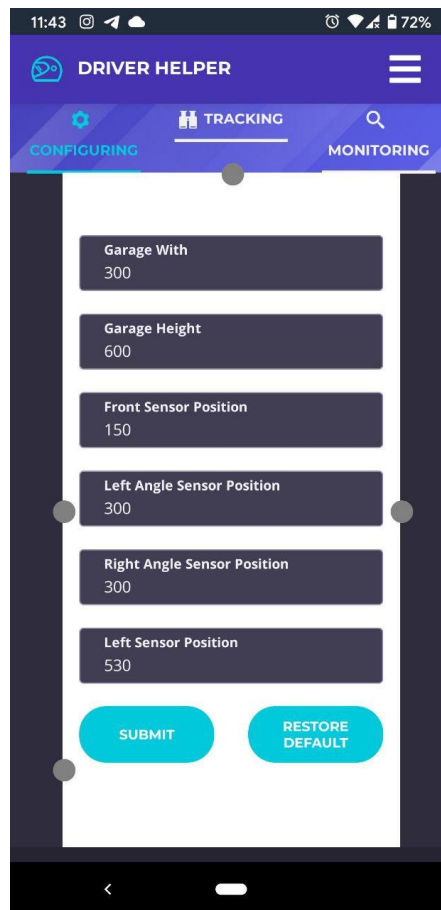 11:43
72%
DRIVER HELPER
CONFIGURING
TRACKING
MONITORING
Garage With
300
Garage Height
600
Front Sensor Position
150
Left Angle Sensor Position
300
Right Angle Sensor Position
300
Left Sensor Position
530
SUBMIT
RESTORE
DEFAULT